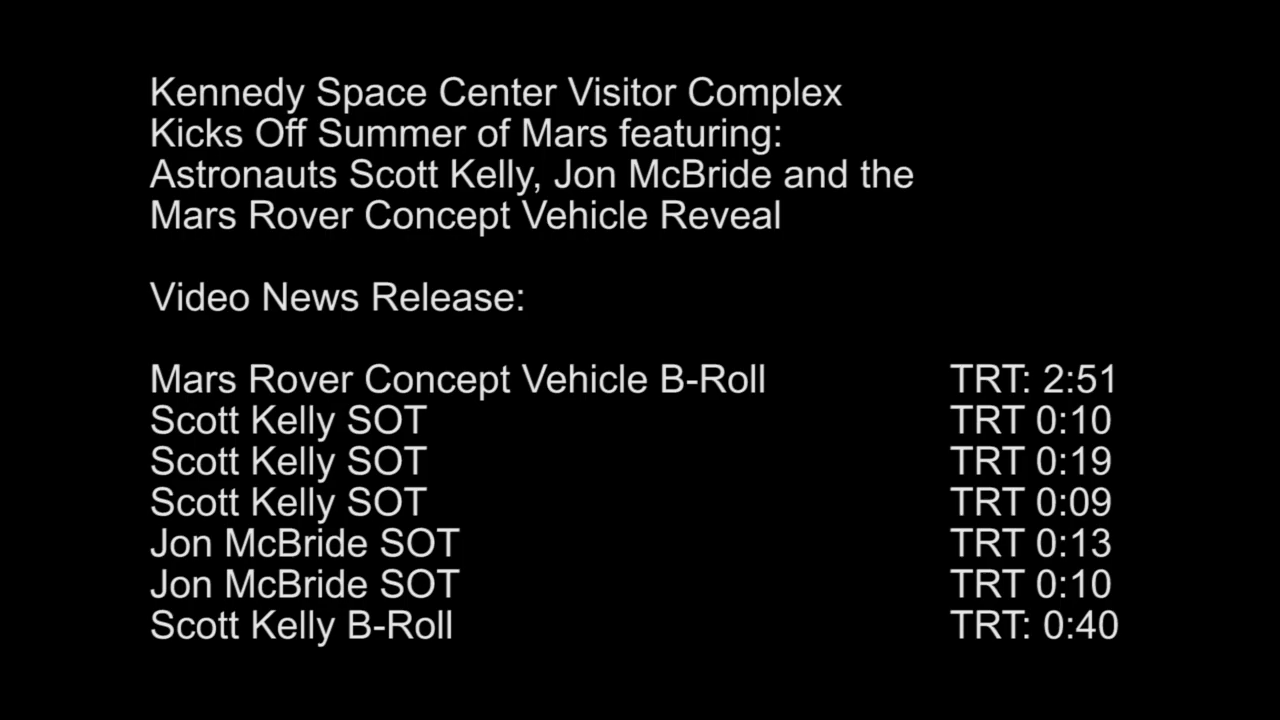 Kennedy Space Center Visitor Complex
Kicks Off Summer of Mars featuring:
Astronauts Scott Kelly, Jon McBride and the
Mars Rover Concept Vehicle Reveal
Video News Release:
Mars Rover Concept Vehicle B-Roll TRT: 2:51
Scott Kelly SOT TRT 0:10
Scott Kelly SOT TRT 0:19
Scott Kelly SOT TRT 0:09
Jon McBride SOT TRT 0:13
Jon McBride SOT TRT 0:10
Scott Kelly B-Roll TRT: 0:40